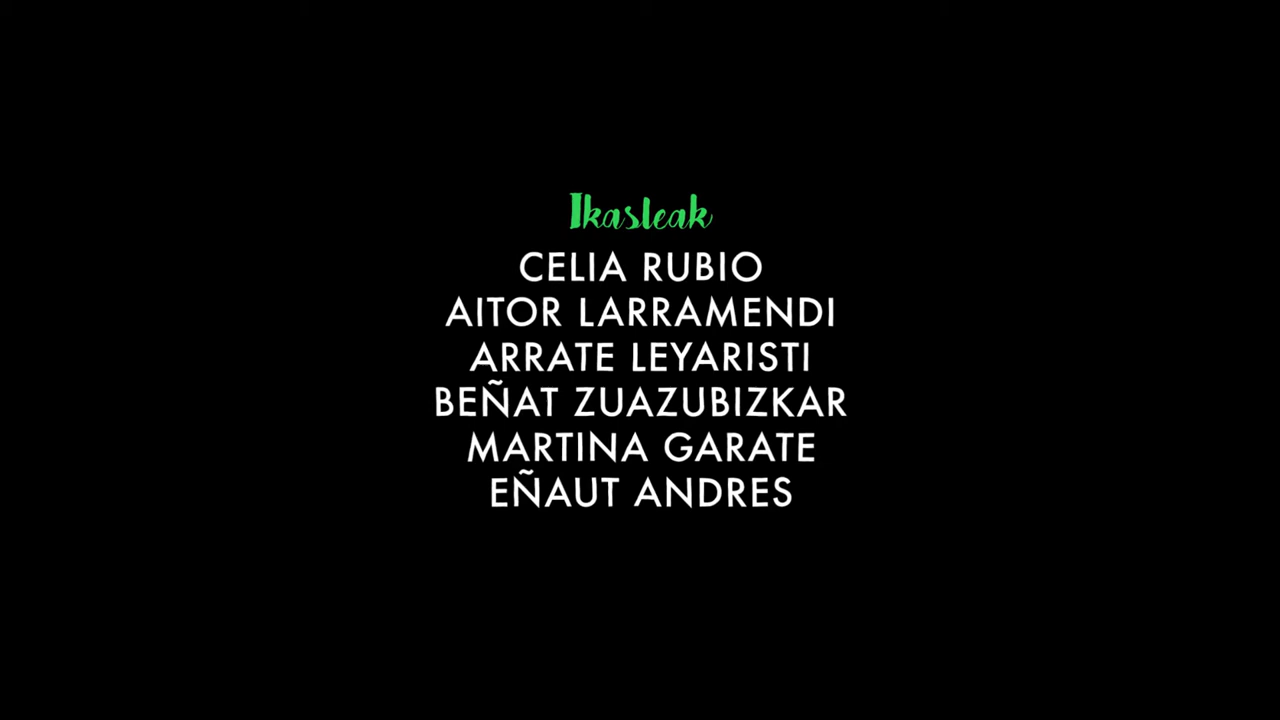 Ikasleak
CELIA RUBIO
AITOR LARRAMENDI
ARRATE LEYARISTI
BEÑAT ZUAZUBIZKAR
MARTINA GARATE
EÑAUT ANDRES